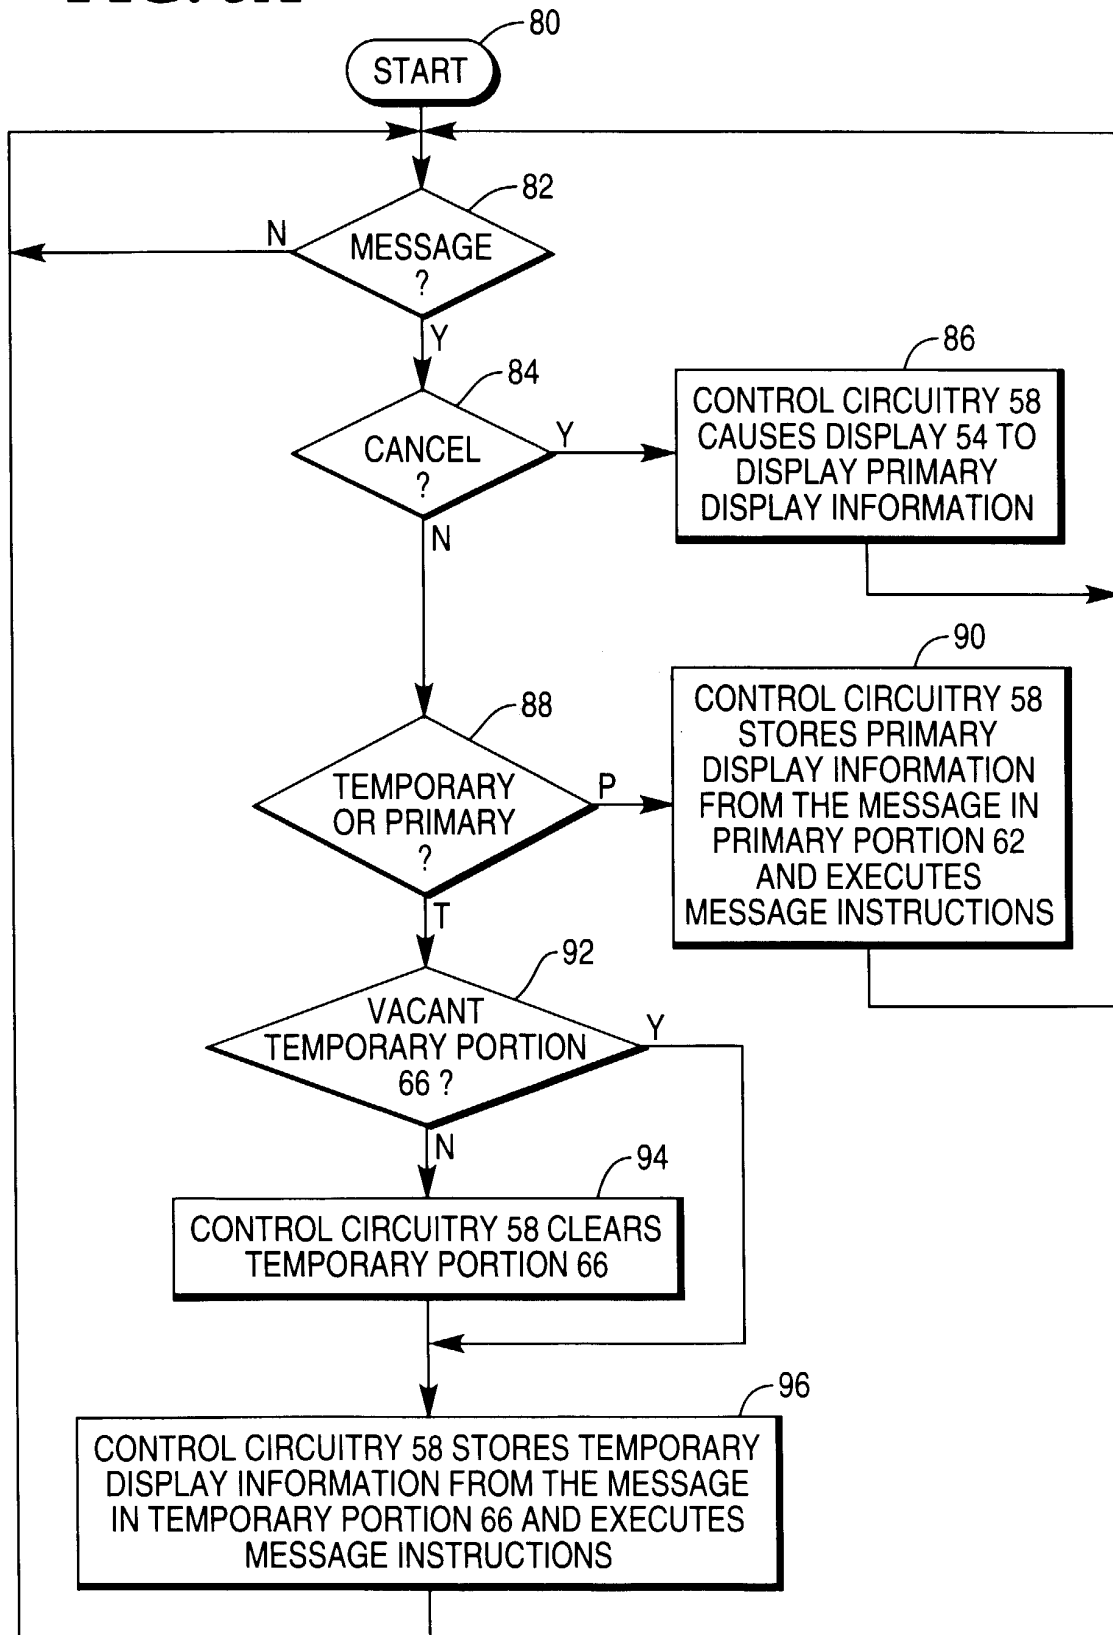 80
START
82
N
MESSAGE
?
Y
84
86
CANCEL
?
Y
CONTROL CIRCUITRY 58
CAUSES DISPLAY 54 TO
DISPLAY PRIMARY
DISPLAY INFORMATION
N
90
88
TEMPORARY
OR PRIMARY
?
P
CONTROL CIRCUITRY 58
STORES PRIMARY
DISPLAY INFORMATION
FROM THE MESSAGE IN
PRIMARY PORTION 62
AND EXECUTES
MESSAGE INSTRUCTIONS
T
92
VACANT
TEMPORARY PORTION
66 ?
Y
N
94
CONTROL CIRCUITRY 58 CLEARS
TEMPORARY PORTION 66
96
CONTROL CIRCUITRY 58 STORES TEMPORARY
DISPLAY INFORMATION FROM THE MESSAGE
IN TEMPORARY PORTION 66 AND EXECUTES
MESSAGE INSTRUCTIONS